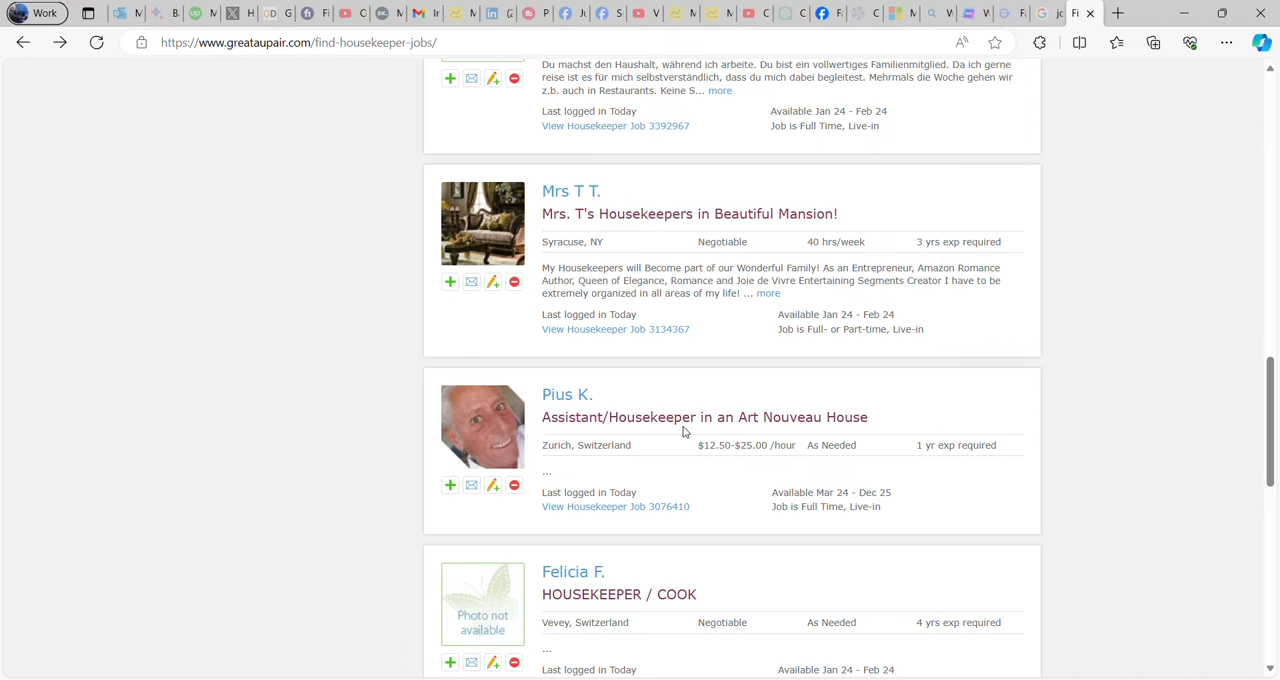 Work
https://www.greataupair.com/find-housekeeper-jobs/
Du machst den Haushalt, während ich arbeite. Du bist ein vollwertiges Familienmitglied. Da ich gerne
reise ist es für mich selbstverständlich, dass du mich dabei begleitest. Mehrmals die Woche gehen wir
z.b. auch in Restaurants. Keine S... more
Last logged in Today
Available Jan 24 - Feb 24
View Housekeeper Job 3392967
Job is Full Time, Live-in
Mrs T T.
Mrs. T's Housekeepers in Beautiful Mansion!
Syracuse, NY Negotiable 40 hrs/week 3 yrs exp required
My Housekeepers will Become part of our Wonderful Family! As an Entrepreneur, Amazon Romance
Author, Queen of Elegance, Romance and Joie de Vivre Entertaining Segments Creator I have to be
extremely organized in all areas of my life! ... more
Last logged in Today
Available Jan 24 - Feb 24
View Housekeeper Job 3134367
Job is Full- or Part-time, Live-in
Pius K.
Assistant/Housekeeper in an Art Nouveau House
Zurich, Switzerland $12.50-$25.00 /hour As Needed 1 yr exp required
...
Last logged in Today
Available Mar 24 - Dec 25
View Housekeeper Job 3076410
Job is Full Time, Live-in
Photo not
available
Felicia F.
HOUSEKEEPER / COOK
Vevey, Switzerland Negotiable As Needed 4 yrs exp required
...
Last logged in Today
Available Jan 24 - Feb 24